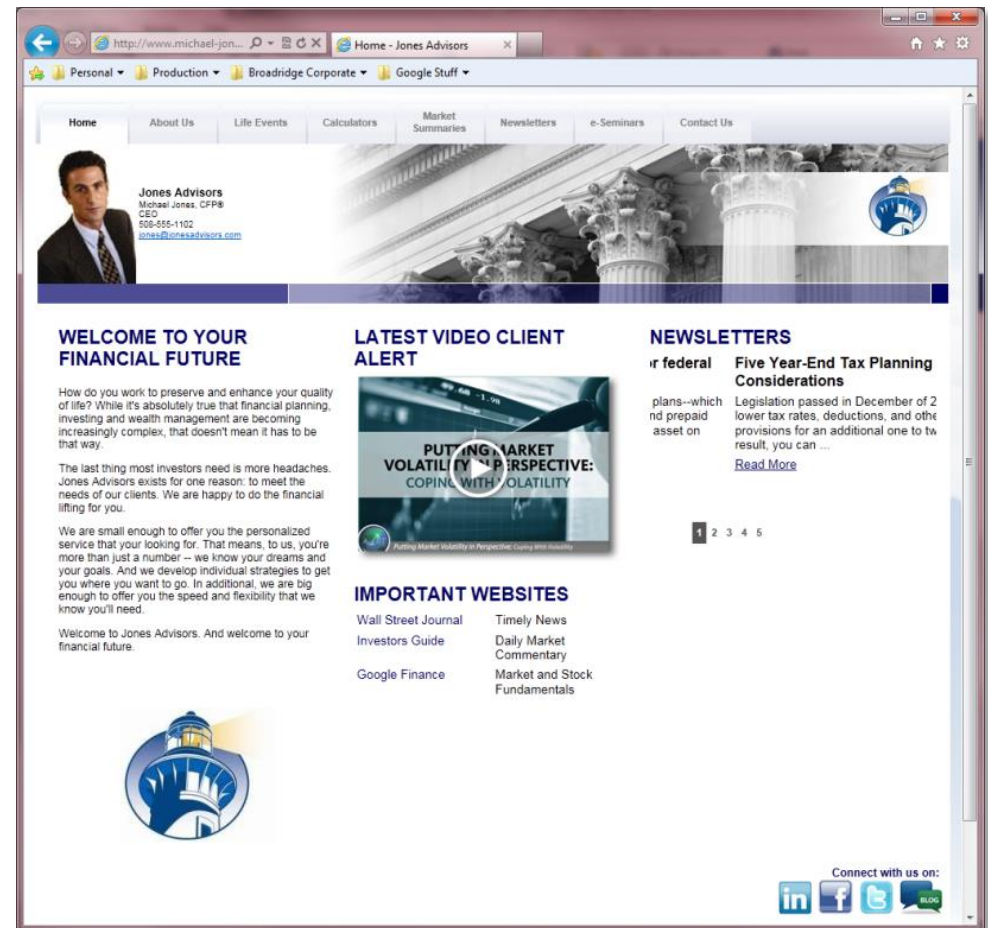 http://www.michael-jon...
Home - Jones Advisors
Personal
Production
Broadridge Corporate
Google Stuff
Home
About Us
Life Events
Calculators
Market
Summaries
Newsletters
e-Seminars
Contact Us
Jones Advisors
Michael Jones, CFP®
CEO
508-555-1102
jones@jonesadvisors.com
WELCOME TO YOUR
FINANCIAL FUTURE
How do you work to preserve and enhance your quality
of life? While it's absolutely true that financial planning,
investing and wealth management are becoming
increasingly complex, that doesn't mean it has to be
that way.
The last thing most investors need is more headaches.
Jones Advisors exists for one reason: to meet the
needs of our clients. We are happy to do the financial
lifting for you.
We are small enough to offer you the personalized
service that your looking for. That means, to us, you're
more than just a number -- we know your dreams and
your goals. And we develop individual strategies to get
you where you want to go. In additional, we are big
enough to offer you the speed and flexibility that we
know you'll need.
Welcome to Jones Advisors. And welcome to your
financial future.
LATEST VIDEO CLIENT
ALERT
99.68 -1.98
PUTTING MARKET
VOLATILITY IN PERSPECTIVE:
COPING WITH VOLATILITY
Putting Market Volatility in Perspective: Coping With Volatility
IMPORTANT WEBSITES
Wall Street Journal Timely News
Investors Guide Daily Market
Commentary
Google Finance Market and Stock
Fundamentals
NEWSLETTERS
r federal
plans--which
nd prepaid
asset on
Five Year-End Tax Planning
Considerations
Legislation passed in December of 2
lower tax rates, deductions, and othe
provisions for an additional one to tw
result, you can ...
Read More
1 2 3 4 5
Connect with us on:
in f t BLOG